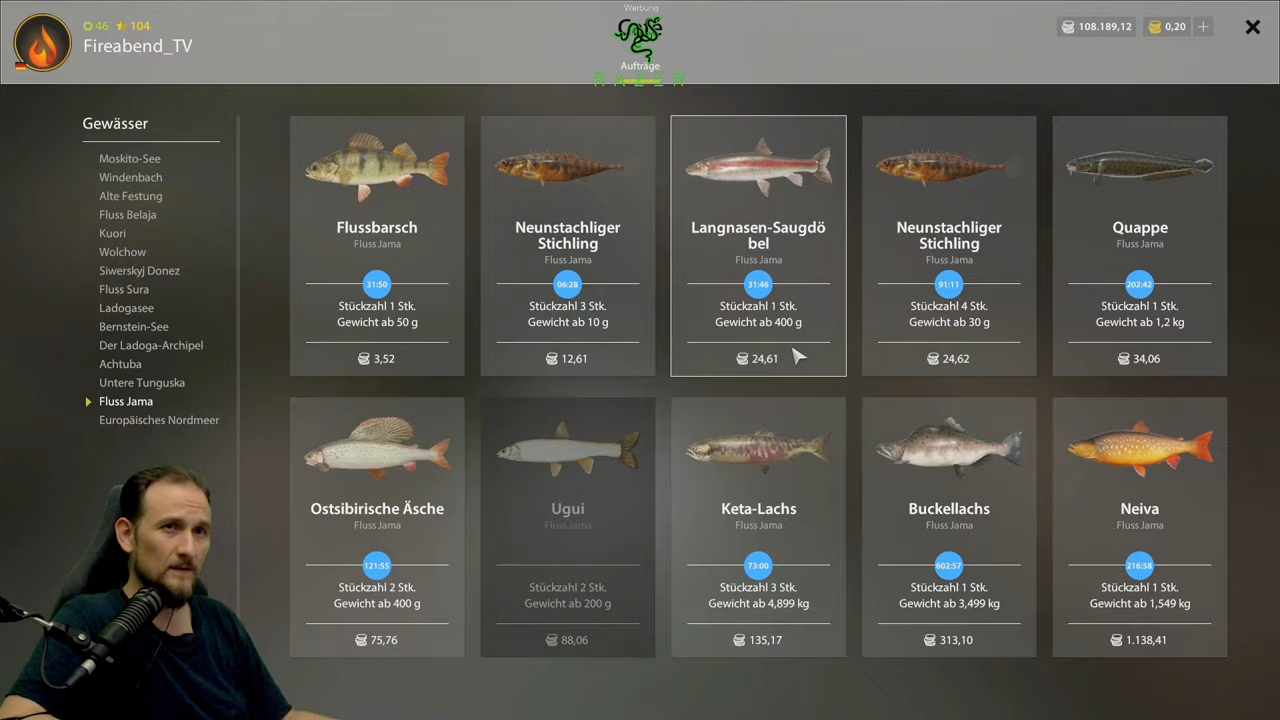 46 104
Fireabend_TV
Werbung
Aufträge
RAZER
108.189,12
0,20
Gewässer
Moskito-See
Windenbach
Alte Festung
Fluss Belaja
Kuori
Wolchow
Siwerskyj Donez
Fluss Sura
Ladogasee
Bernstein-See
Der Ladoga-Archipel
Achtuba
Untere Tunguska
Fluss Jama
Europäisches Nordmeer
Flussbarsch
Fluss Jama
31:50
Stückzahl 1 Stk.
Gewicht ab 50 g
3,52
Neunstachliger
Stichling
Fluss Jama
06:28
Stückzahl 3 Stk.
Gewicht ab 10 g
12,61
Langnasen-Saugdö
bel
Fluss Jama
31:46
Stückzahl 1 Stk.
Gewicht ab 400 g
24,61
Neunstachliger
Stichling
Fluss Jama
91:11
Stückzahl 4 Stk.
Gewicht ab 30 g
24,62
Quappe
Fluss Jama
202:42
Stückzahl 1 Stk.
Gewicht ab 1,2 kg
34,06
Ostsibirische Äsche
Fluss Jama
121:55
Stückzahl 2 Stk.
Gewicht ab 400 g
75,76
Ugui
Fluss Jama
Stückzahl 2 Stk.
Gewicht ab 200 g
88,06
Keta-Lachs
Fluss Jama
73:00
Stückzahl 3 Stk.
Gewicht ab 4,899 kg
135,17
Buckellachs
Fluss Jama
602:57
Stückzahl 1 Stk.
Gewicht ab 3,499 kg
313,10
Neiva
Fluss Jama
216:58
Stückzahl 1 Stk.
Gewicht ab 1,549 kg
1.138,41